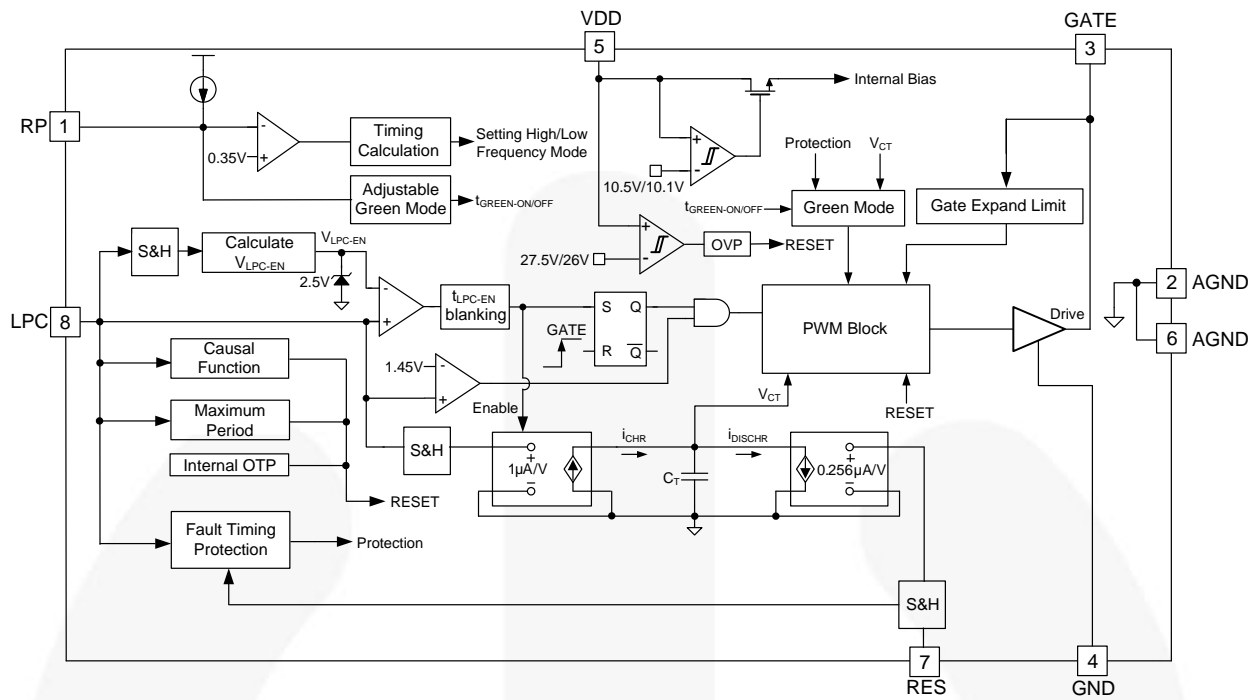 VDD
5
GATE
3
RP
1
0.35V
-
+
Timing
Calculation
Setting High/Low
Frequency Mode
Adjustable
Green Mode
tGREEN-ON/OFF
Internal Bias
+
-
10.5V/10.1V
Protection
VCT
tGREEN-ON/OFF
Green Mode
Gate Expand Limit
+
-
27.5V/26V
OVP
RESET
S&H
Calculate
VLPC-EN
VLPC-EN
2.5V
LPC
8
-
+
tLPC-EN
blanking
GATE
S
Q
R
Q
PWM Block
Drive
2
AGND
6
AGND
1.45V
-
+
Enable
VCT
RESET
Causal
Function
Maximum
Period
Internal OTP
RESET
S&H
1µA/V
+
-
iCHR
CT
iDISCHR
0.256µA/V
+
-
Fault Timing
Protection
Protection
S&H
7
RES
4
GND